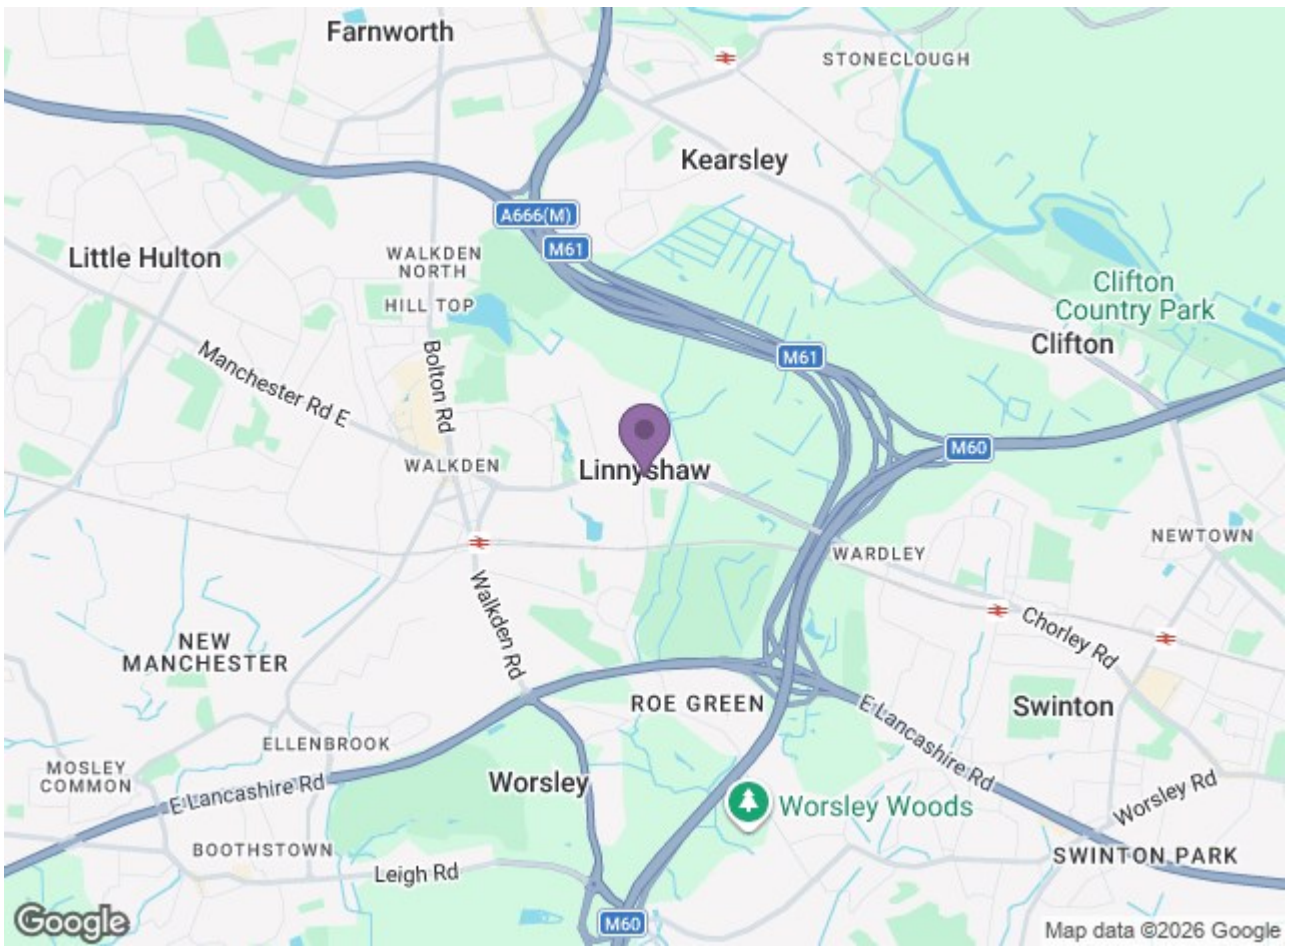 Farnworth
STONECLOUGH
Kearsley
A666(M)
M61
Little Hulton
WALKDEN
NORTH
HILL TOP
Clifton
Country Park
Clifton
M61
Manchester Rd E
Bolton Rd
WALKDEN
Linnyshaw
M60
NEWTOWN
WARDLEY
Walkden Rd
Chorley Rd
NEW
MANCHESTER
ROE GREEN
Swinton
E Lancashire Rd
ELLENBROOK
MOSLEY
COMMON
Worsley
E Lancashire Rd
Worsley Woods
Worsley Rd
BOOTHSTOWN
SWINTON PARK
Leigh Rd
M60
Google
Map data ©2026 Google